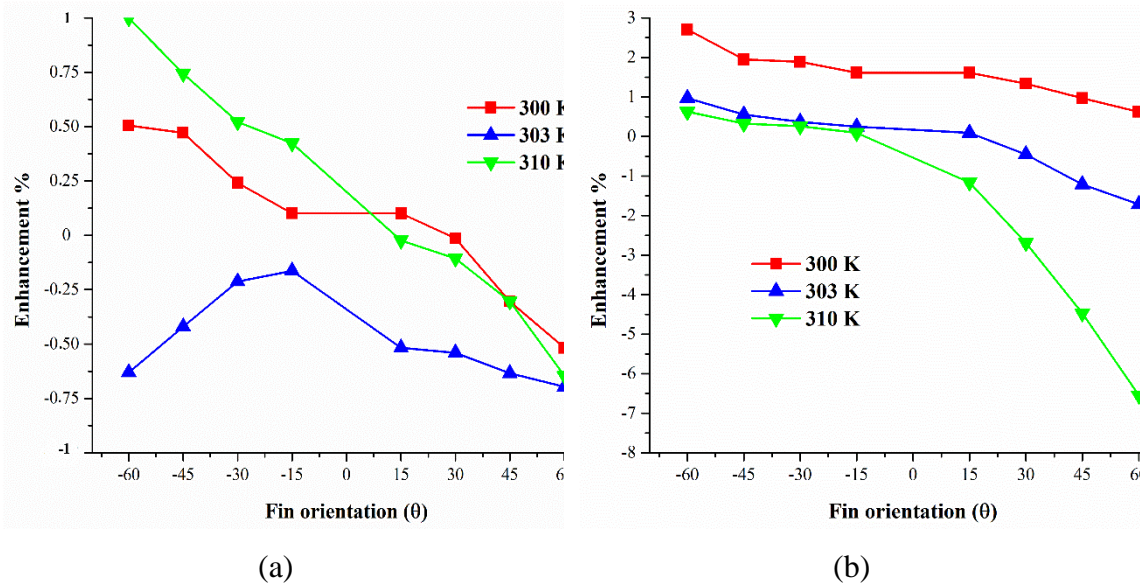 1
0.75
0.50
0.25
0
-0.25
-0.50
-0.75
-1
Enhancement %
-60 -45 -30 -15 0 15 30 45 6
Fin orientation (θ)
300 K
303 K
310 K
(a)
3
2
1
0
-1
-2
-3
-4
-5
-6
-7
-8
Enhancement %
-60 -45 -30 -15 0 15 30 45 60
Fin orientation (θ)
300 K
303 K
310 K
(b)